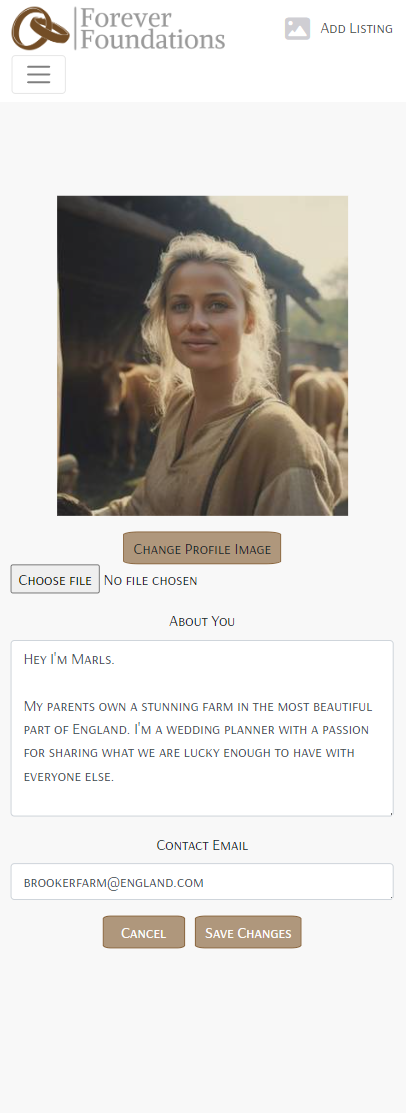 Forever
Foundations
Add Listing
Change Profile Image
Choose file No file chosen
About You
Hey I'm Marls.
My parents own a stunning farm in the most beautiful
part of England. I'm a wedding planner with a passion
for sharing what we are lucky enough to have with
everyone else.
Contact Email
brookerfarm@england.com
Cancel Save Changes